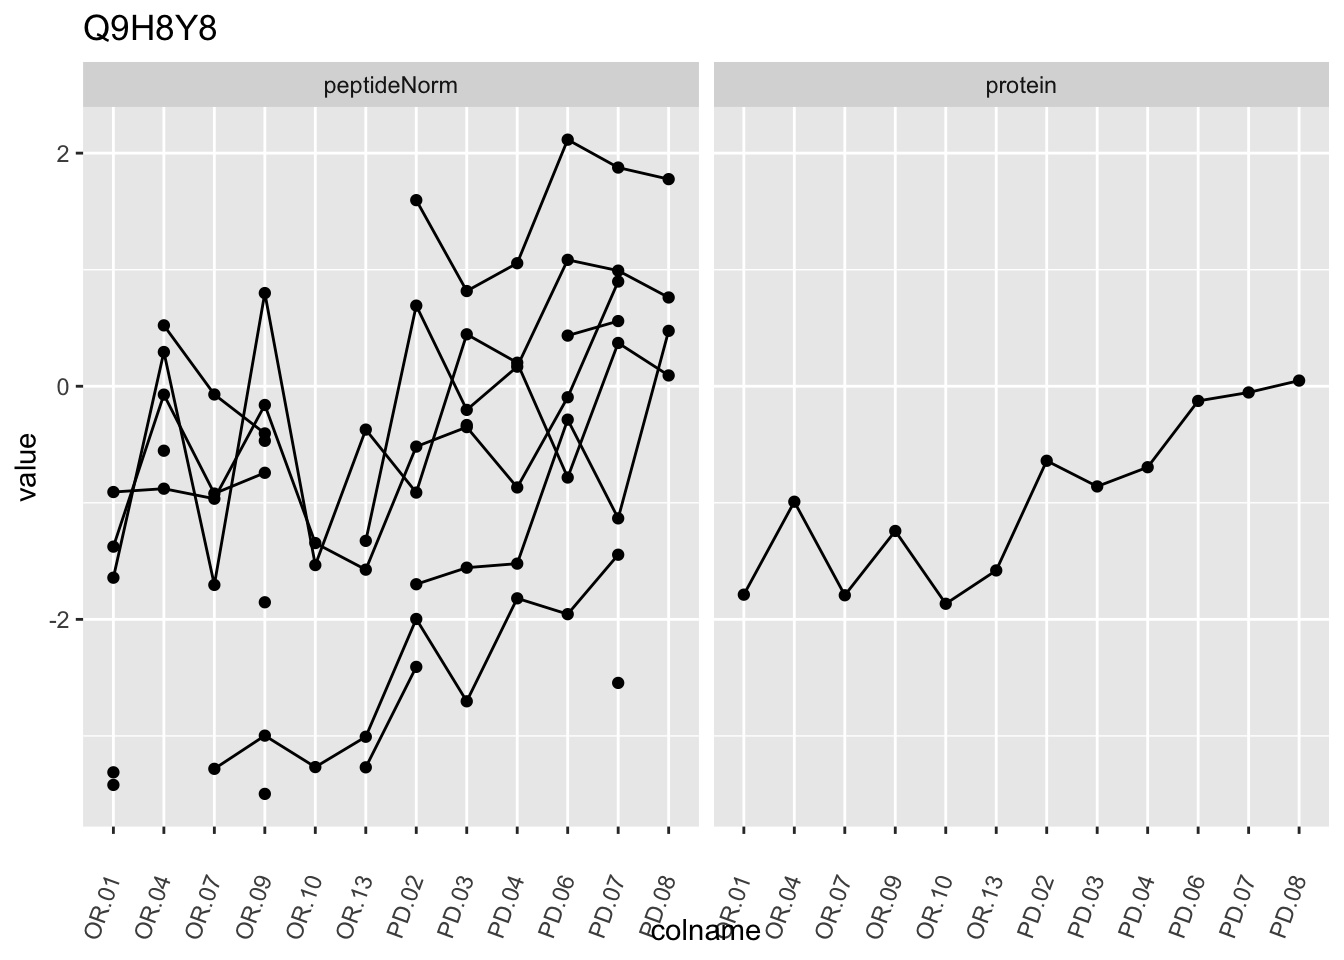 Q9H8Y8
peptideNorm
protein
value
2
0
-2
OR.01 OR.04 OR.07 OR.09 OR.10 OR.13 PD.02 PD.03 PD.04 PD.06 PD.07 PD.08
OR.01 OR.04 OR.07 OR.09 OR.10 OR.13 PD.02 PD.03 PD.04 PD.06 PD.07 PD.08
colname